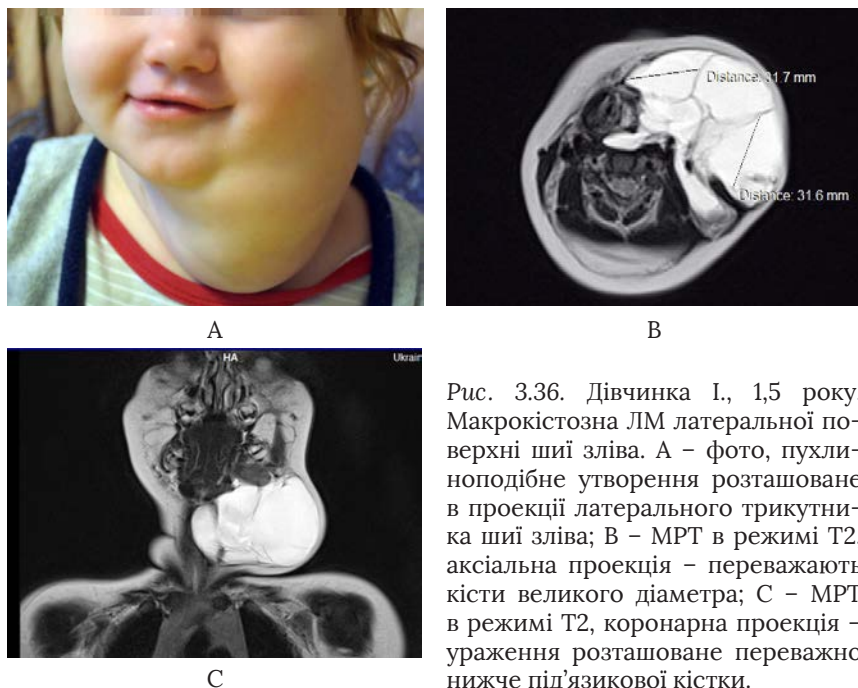 Distance: 31.7 mm
Distance: 31.6 mm
A
B
HA
Ukrain
C
Рис. 3.36. Дівчинка І., 1,5 року.
Макрокістозна ЛМ латеральної по-
верхні шиї зліва. А – фото, пухли-
ноподібне утворення розташоване
в проекції латерального трикутни-
ка шиї зліва; В – МРТ в режимі Т2,
аксіальна проекція – переважають
кісти великого діаметра; С – МРТ
в режимі Т2, коронарна проекція –
ураження розташоване переважно
нижче під’язикової кістки.